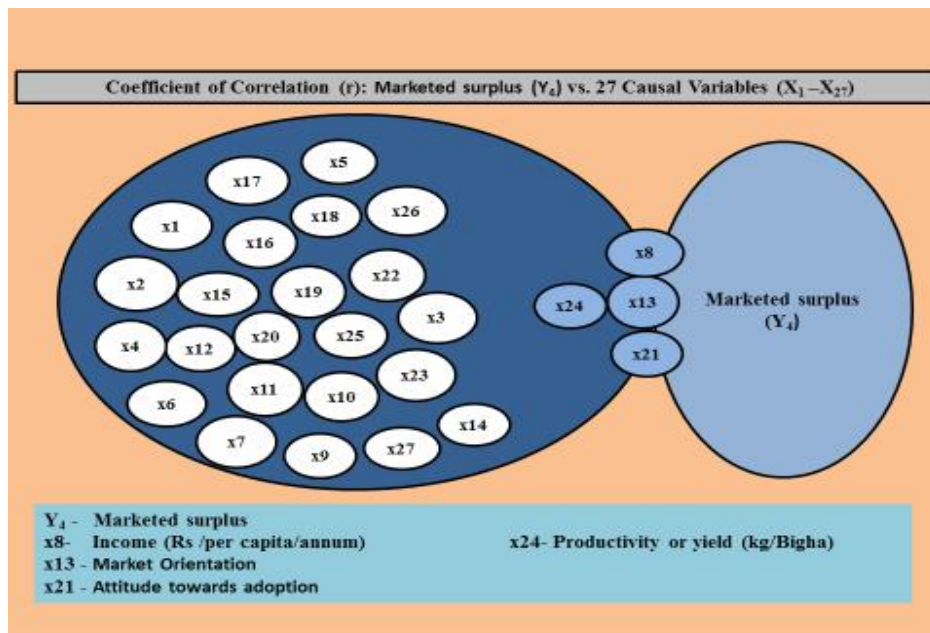 Coefficient of Correlation (r): Marketed surplus (Y₄) vs. 27 Causal Variables (X₁–X₂₇)
x5
x17
x18
x26
x1
x16
x8
x22
x2
x15
x19
x24
x13
Marketed surplus
(Y₄)
x3
x20
x25
x4
x12
x21
x23
x11
x10
x6
x14
x7
x9
x27
Y₄ - Marketed surplus
x8- Income (Rs /per capita/annum)
x24- Productivity or yield (kg/Bigha)
x13 - Market Orientation
x21 - Attitude towards adoption